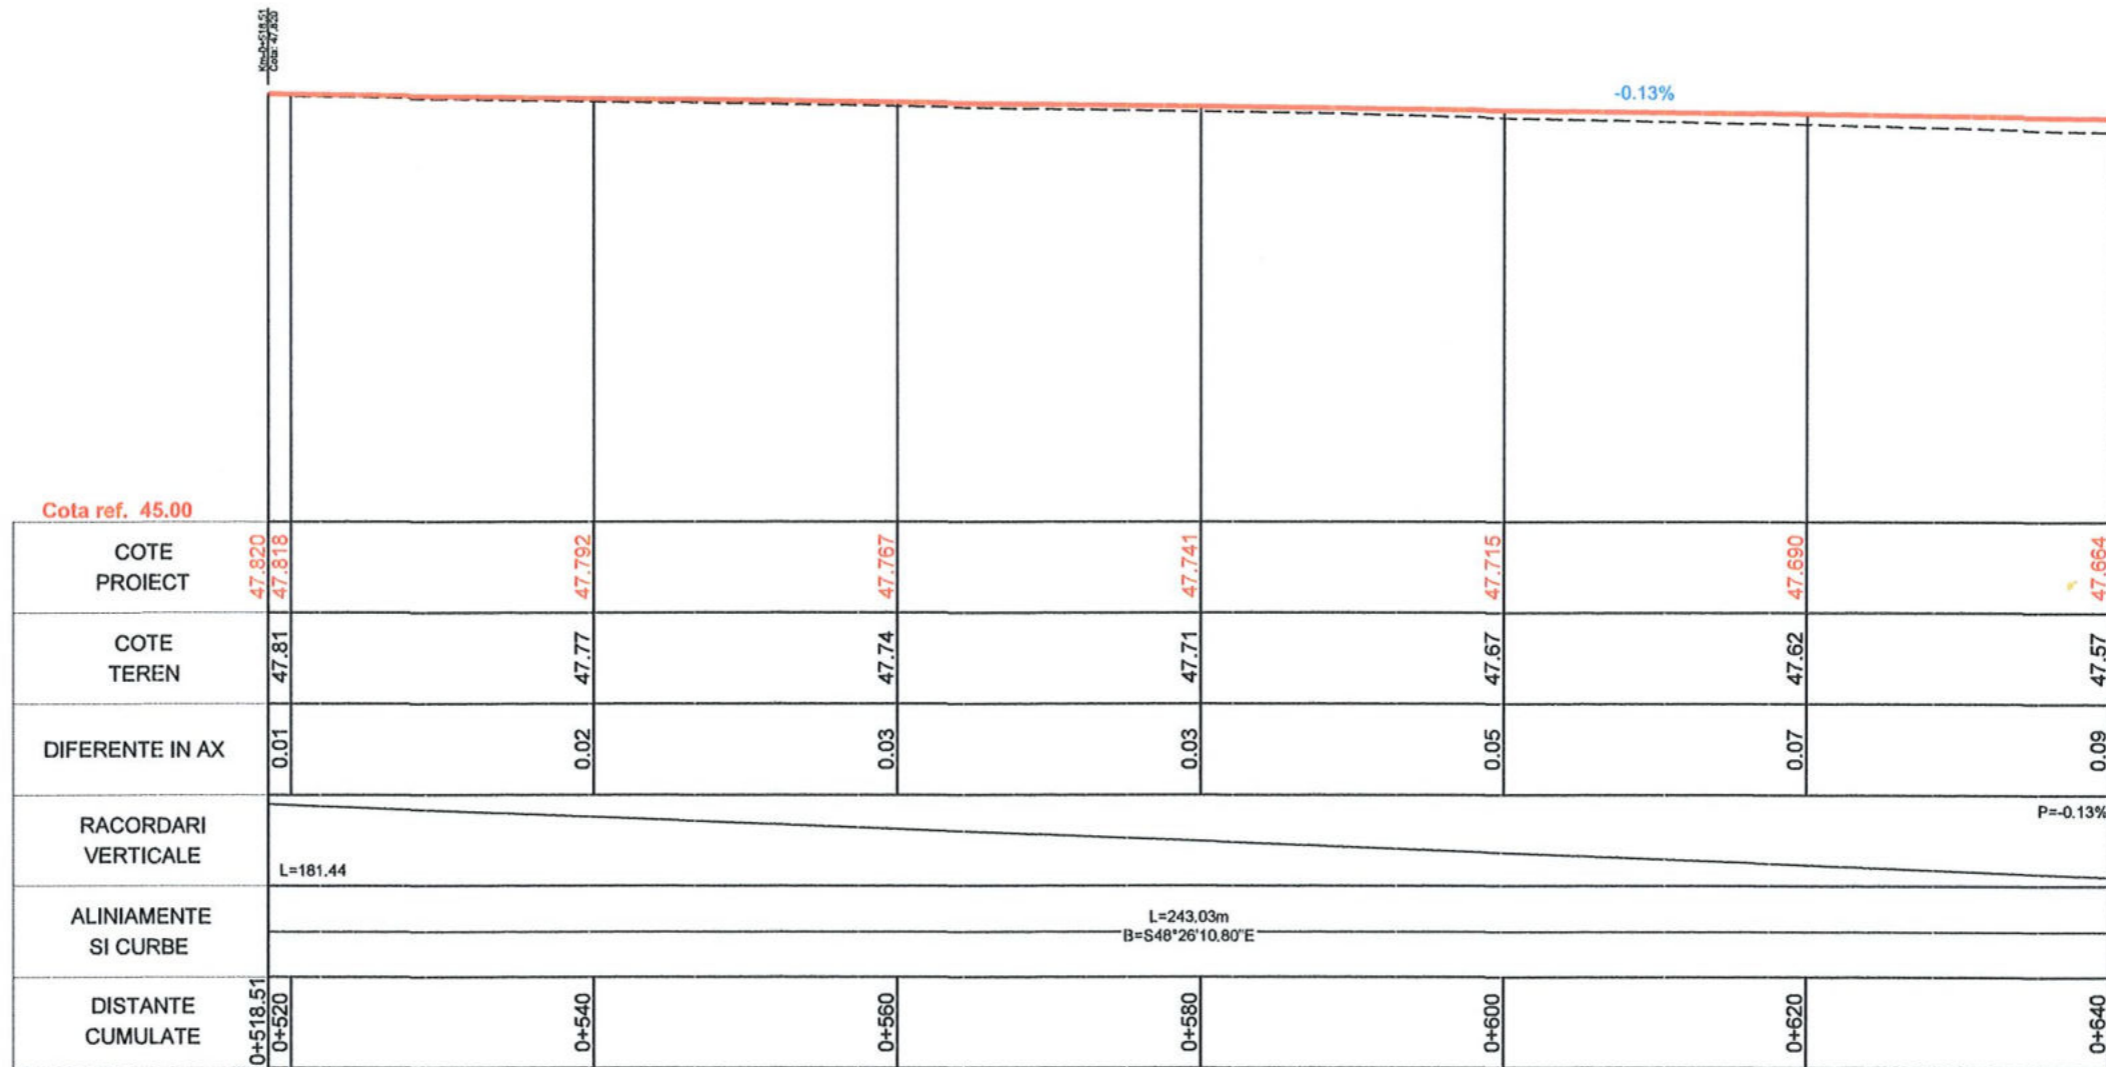 Km:0+518.51
Cota: 47.820
-0.13%
Cota ref. 45.00
COTE
PROIECT
47.820
47.818
47.792
47.767
47.741
47.715
47.690
47.664
COTE
TEREN
47.81
47.77
47.74
47.71
47.67
47.62
47.57
DIFERENTE IN AX
0.01
0.02
0.03
0.03
0.05
0.07
0.09
RACORDARI
VERTICALE
L=181.44
P=-0.13%
ALINIAMENTE
SI CURBE
L=243.03m
B=S48°26'10.80"E
DISTANTE
CUMULATE
0+518.51
0+520
0+540
0+560
0+580
0+600
0+620
0+640